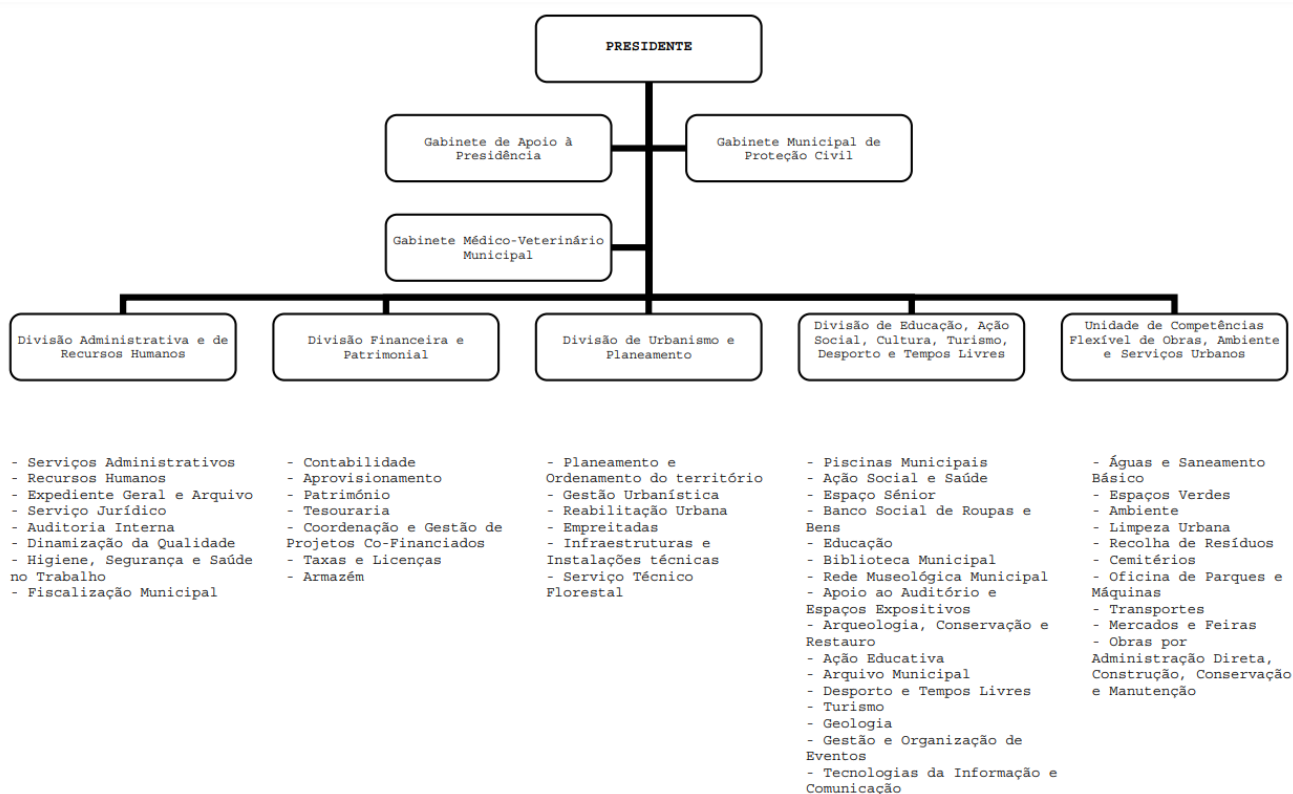 PRESIDENTE
Gabinete de Apoio à
Presidência
Gabinete Municipal de
Proteção Civil
Gabinete Médico-Veterinário
Municipal
Divisão Administrativa e de
Recursos Humanos
Divisão Financeira e
Patrimonial
Divisão de Urbanismo e
Planeamento
Divisão de Educação, Ação
Social, Cultura, Turismo,
Desporto e Tempos Livres
Unidade de Competências
Flexível de Obras, Ambiente
e Serviços Urbanos
- Serviços Administrativos
- Recursos Humanos
- Expediente Geral e Arquivo
- Serviço Jurídico
- Auditoria Interna
- Dinamização da Qualidade
- Higiene, Segurança e Saúde
no Trabalho
- Fiscalização Municipal
- Contabilidade
- Aprovisionamento
- Património
- Tesouraria
- Coordenação e Gestão de
Projetos Co-Financiados
- Taxas e Licenças
- Armazém
- Planeamento e
Ordenamento do território
- Gestão Urbanística
- Reabilitação Urbana
- Empreitadas
- Infraestruturas e
Instalações técnicas
- Serviço Técnico
Florestal
- Piscinas Municipais
- Ação Social e Saúde
- Espaço Sénior
- Banco Social de Roupas e
Bens
- Educação
- Biblioteca Municipal
- Rede Museológica Municipal
- Apoio ao Auditório e
Espaços Expositivos
- Arqueologia, Conservação e
Restauro
- Ação Educativa
- Arquivo Municipal
- Desporto e Tempos Livres
- Turismo
- Geologia
- Gestão e Organização de
Eventos
- Tecnologias da Informação e
Comunicação
- Águas e Saneamento
Básico
- Espaços Verdes
- Ambiente
- Limpeza Urbana
- Recolha de Resíduos
- Cemitérios
- Oficina de Parques e
Máquinas
- Transportes
- Mercados e Feiras
- Obras por
Administração Direta,
Construção, Conservação
e Manutenção